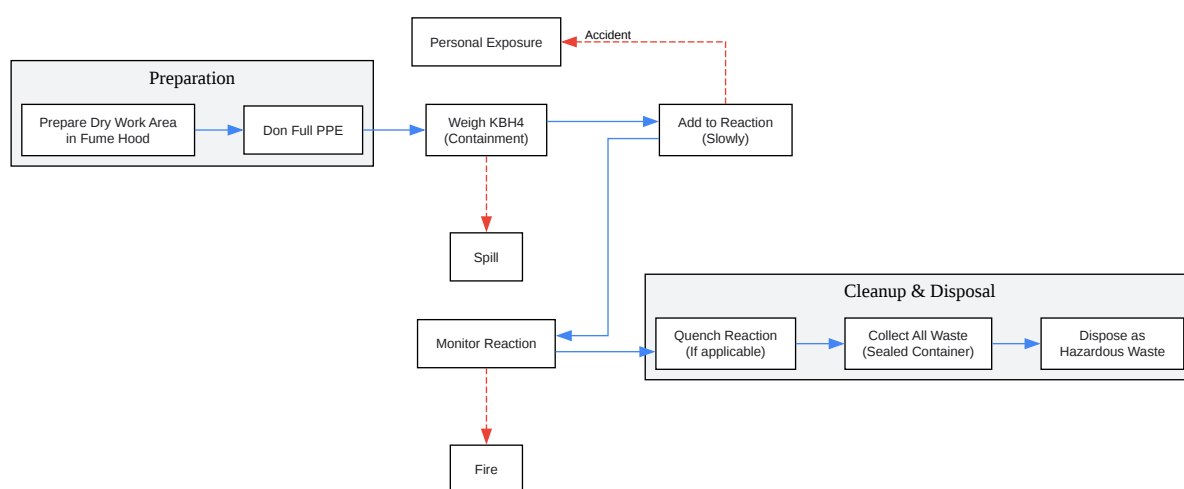 Personal Exposure
Accident
Preparation
Prepare Dry Work Area
in Fume Hood
Don Full PPE
Weigh KBH4
(Containment)
Add to Reaction
(Slowly)
Spill
Cleanup & Disposal
Monitor Reaction
Quench Reaction
(If applicable)
Collect All Waste
(Sealed Container)
Dispose as
Hazardous Waste
Fire